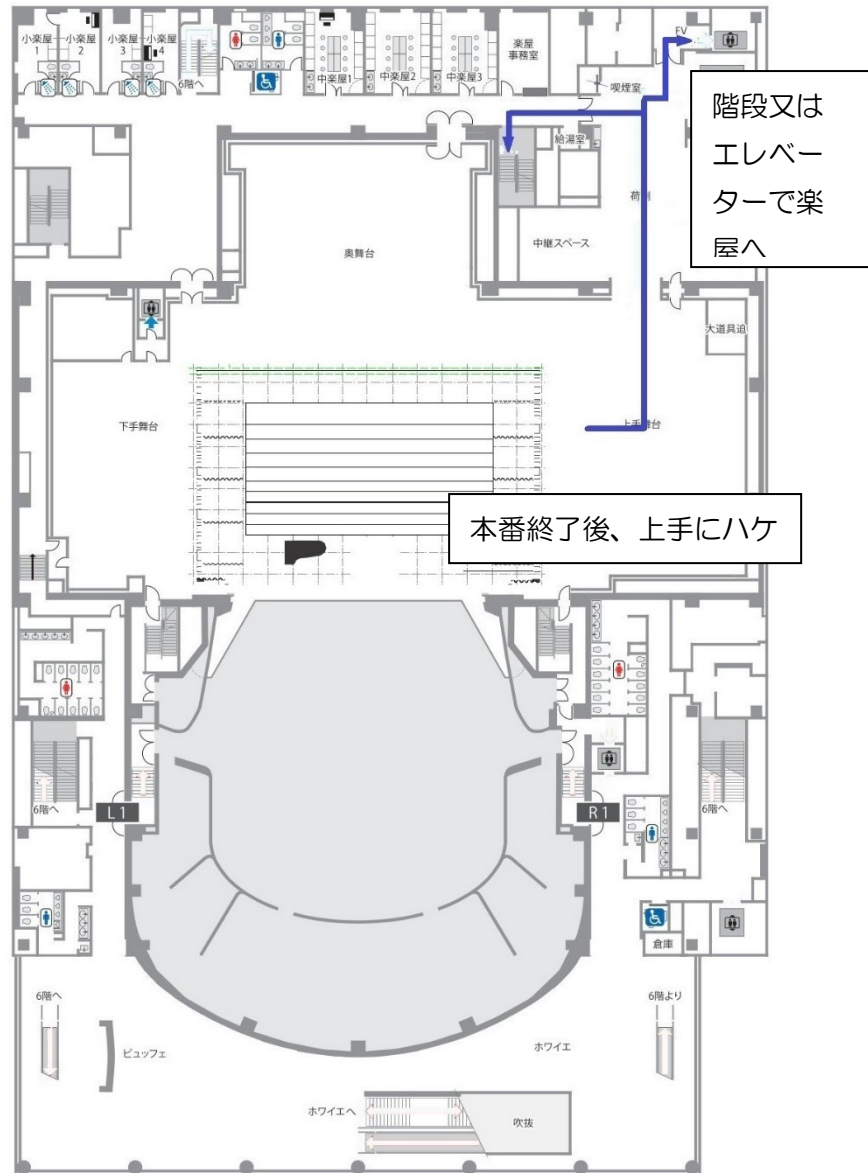 小楽屋
1
小楽屋
2
小楽屋
3
小楽屋
4
6階へ
中楽屋1
中楽屋2
中楽屋3
楽屋
事務室
EV
喫煙室
給湯室
階段又は
エレベー
ターで楽
屋へ
中継スペース
奥舞台
大道具迫
下手舞台
上手舞台
本番終了後、上手にハケ
6階へ
L1
R1
6階へ
倉庫
6階へ
6階より
ビュッフェ
ホワイエ
ホワイエへ
吹抜